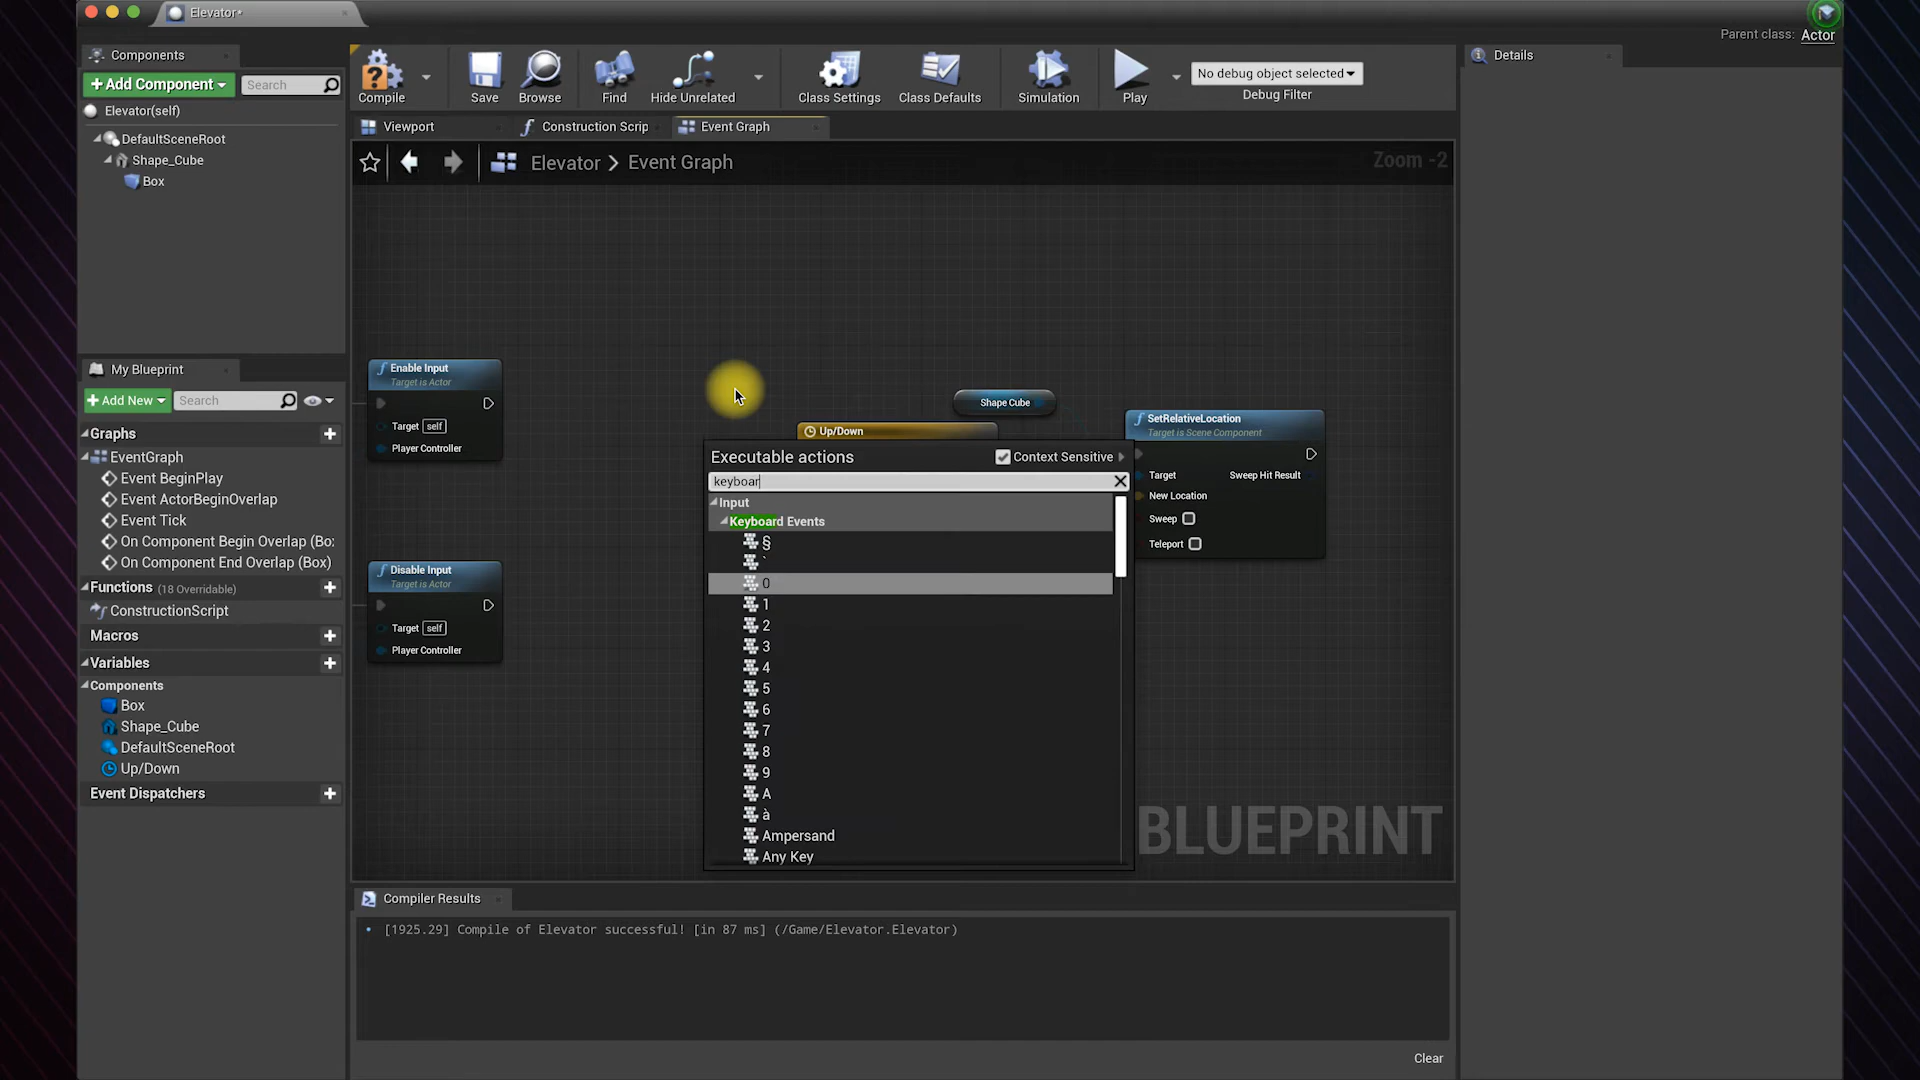 Elevator*
Parent class: Actor
Components
+Add Component
Search
Elevator(self)
DefaultSceneRoot
Shape_Cube
Box
Compile
Save
Browse
Find
Hide Unrelated
Class Settings
Class Defaults
Simulation
Play
No debug object selected
Debug Filter
Details
Viewport
Construction Scrip
Event Graph
Elevator > Event Graph
Zoom -2
My Blueprint
+Add New
Search
Graphs
EventGraph
Event BeginPlay
Event ActorBeginOverlap
Event Tick
On Component Begin Overlap (Bo:
On Component End Overlap (Box)
Functions (18 Overridable)
ConstructionScript
Macros
Variables
Components
Box
Shape_Cube
DefaultSceneRoot
Up/Down
Event Dispatchers
Enable Input
Target is Actor
Target self
Player Controller
Disable Input
Target is Actor
Target self
Player Controller
Shape Cube
Up/Down
SetRelativeLocation
Target is Scene Component
Target
Sweep Hit Result
New Location
Sweep
Teleport
Executable actions
Context Sensitive
keyboar
Input
Keyboard Events
§
`
0
1
2
3
4
5
6
7
8
9
A
à
Ampersand
Any Key
BLUEPRINT
Compiler Results
[1925.29] Compile of Elevator successful! [in 87 ms] (/Game/Elevator.Elevator)
Clear